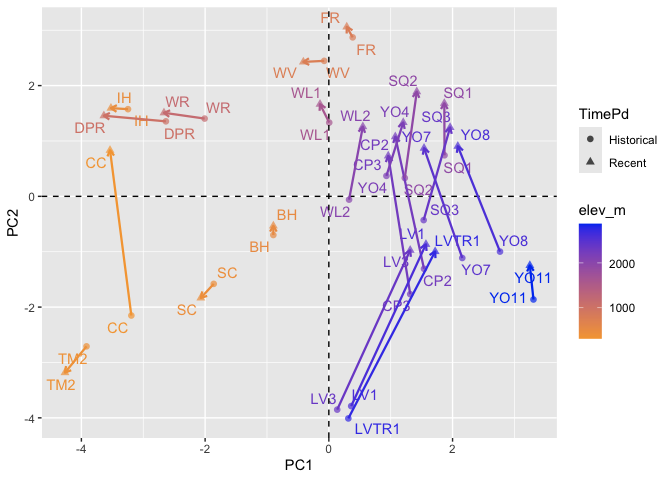 FR
FR
WV
WV
2
SQ2
IH
WR
WR
WL1
SQ1
YO4
WL2
SQ3
DPR
IH
DPR
WL1
CP2
YO7
YO8
CC
CP3
SQ1
YO4
SQ2
0
WL2
SQ3
BH
BH
LV1
LVTR1
YO8
LV3
SC
YO7
YO11
CP2
SC
YO11
CP3
-2
CC
TM2
TM2
LV3
LV1
LVTR1
-4
-4
-2
0
2
PC1
PC2
TimePd
Historical
Recent
elev_m
2000
1000